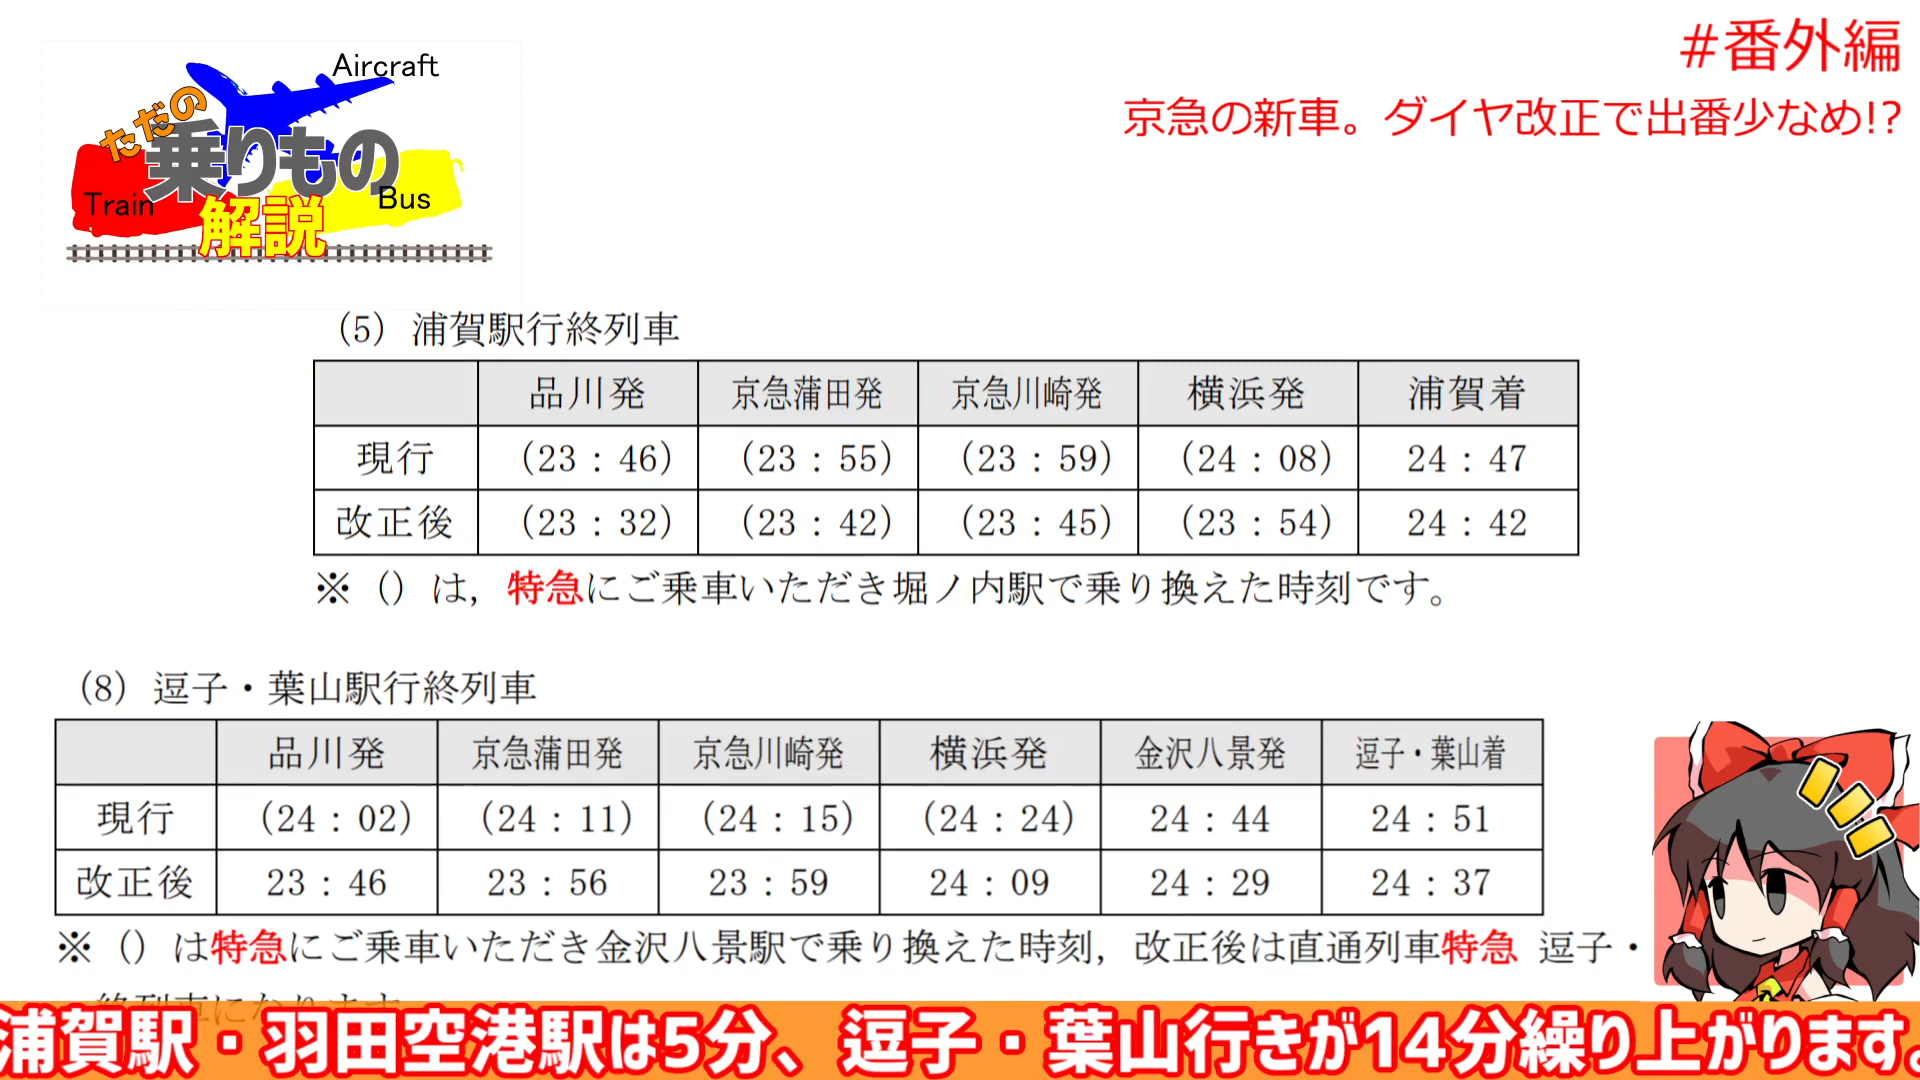 #番外編
京急の新車。ダイヤ改正で出番少なめ!?
Aircraft
ただの
乗りもの
Train
Bus
解説
(5) 浦賀駅行終列車
品川発 京急蒲田発 京急川崎発 横浜発 浦賀着
現行 (23：46) (23：55) (23：59) (24：08) 24：47
改正後 (23：32) (23：42) (23：45) (23：54) 24：42
※ () は, 特急にご乗車いただき堀ノ内駅で乗り換えた時刻です。
(8) 逗子・葉山駅行終列車
品川発 京急蒲田発 京急川崎発 横浜発 金沢八景発 逗子・葉山着
現行 (24：02) (24：11) (24：15) (24：24) 24：44 24：51
改正後 23：46 23：56 23：59 24：09 24：29 24：37
※ () は特急にご乗車いただき金沢八景駅で乗り換えた時刻, 改正後は直通列車特急 逗子・
終列車になります
浦賀駅・羽田空港駅は5分、逗子・葉山行きが14分繰り上がります。